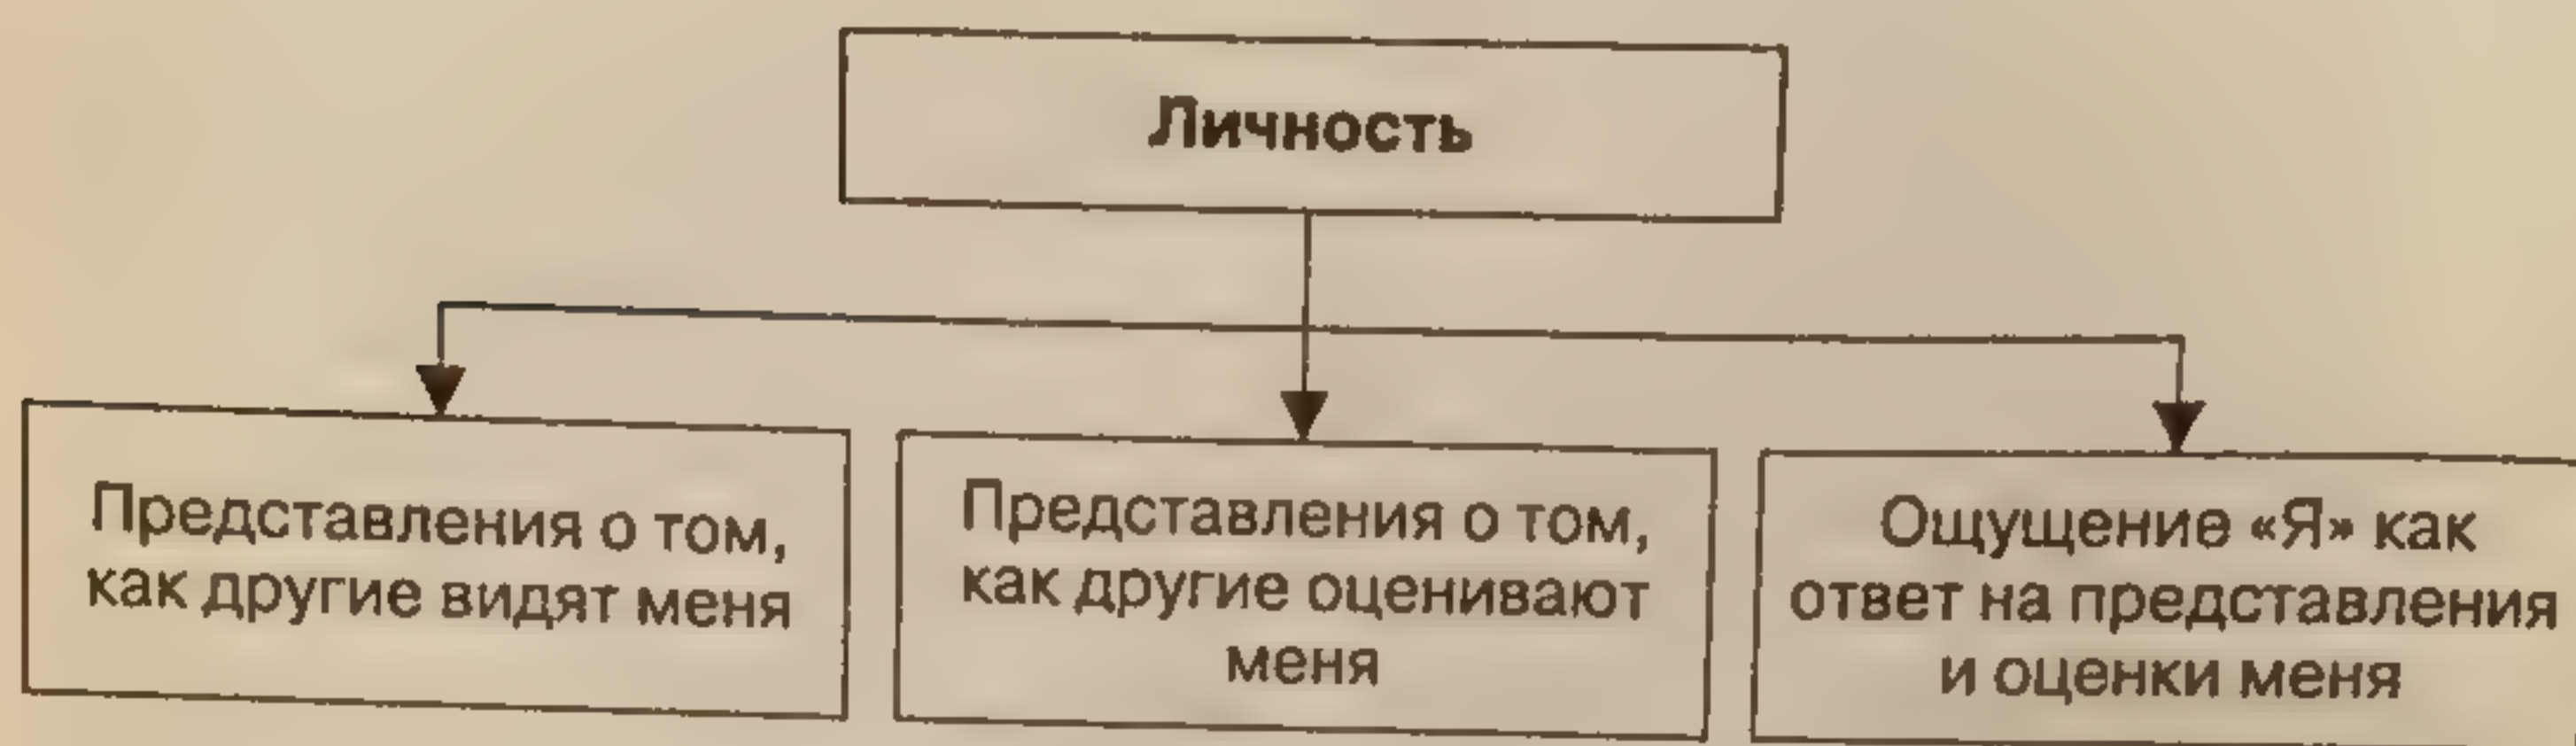 Личность
Представления о том,
как другие видят меня
Представления о том,
как другие оценивают
меня
Ощущение «Я» как
ответ на представления
и оценки меня